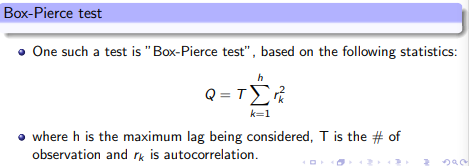 Box-Pierce test
One such a test is "Box-Pierce test", based on the following statistics:
Q = T \sum_{k=1}^{h} r_k^2
where h is the maximum lag being considered, T is the # of
observation and r_k is autocorrelation.